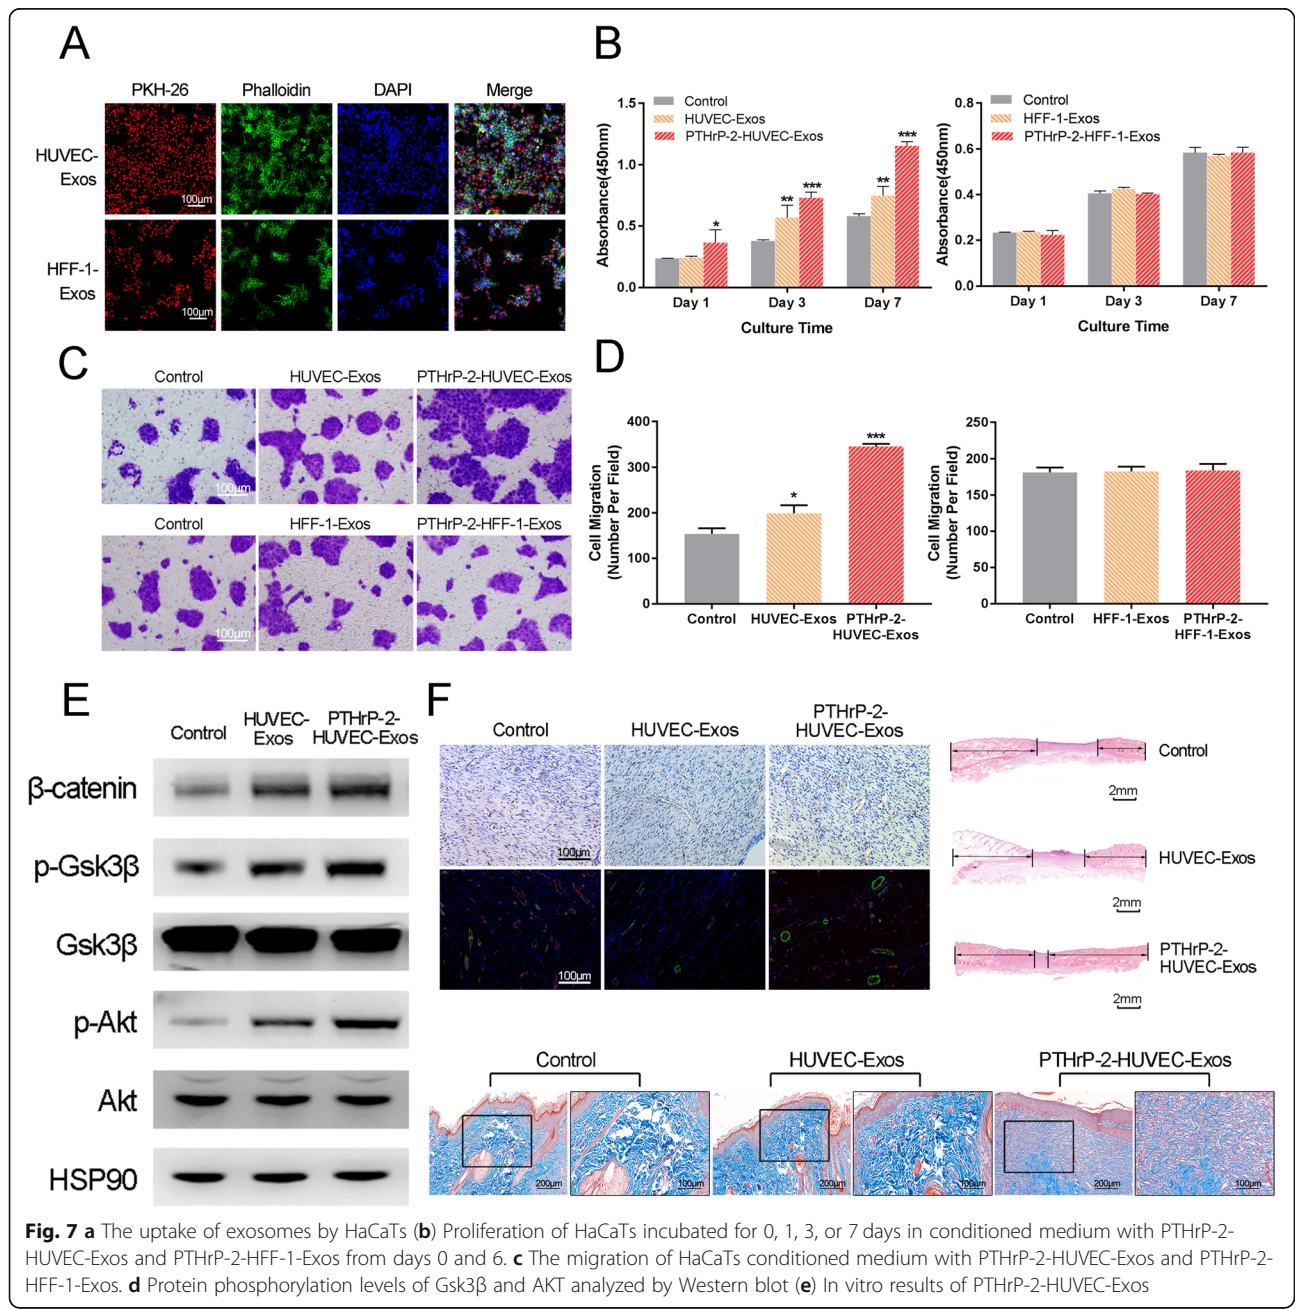 A
PKH-26 Phalloidin DAPI Merge
HUVEC-
Exos
100μm
HFF-1-
Exos
100μm
B
Control
HUVEC-Exos
PTHrP-2-HUVEC-Exos
Absorbance(450nm)
1.5
1.0
0.5
0.0
*
**
***
**
***
Day 1 Day 3 Day 7
Culture Time
Control
HFF-1-Exos
PTHrP-2-HFF-1-Exos
Absorbance(450nm)
0.8
0.6
0.4
0.2
0.0
Day 1 Day 3 Day 7
Culture Time
C
Control HUVEC-Exos PTHrP-2-HUVEC-Exos
100μm
Control HFF-1-Exos PTHrP-2-HFF-1-Exos
100μm
D
Cell Migration
(Number Per Field)
400
300
200
100
0
*
***
Control HUVEC-Exos PTHrP-2-
HUVEC-Exos
Cell Migration
(Number Per Field)
250
200
150
100
50
0
Control HFF-1-Exos PTHrP-2-
HFF-1-Exos
E
Control HUVEC-
Exos PTHrP-2-
HUVEC-Exos
β-catenin
p-Gsk3β
Gsk3β
p-Akt
Akt
HSP90
F
Control HUVEC-Exos PTHrP-2-
HUVEC-Exos
100μm
100μm
Control
2mm
HUVEC-Exos
2mm
PTHrP-2-
HUVEC-Exos
2mm
Control HUVEC-Exos PTHrP-2-HUVEC-Exos
200μm 100μm 200μm 100μm 200μm 100μm
Fig. 7 a The uptake of exosomes by HaCaTs (b) Proliferation of HaCaTs incubated for 0, 1, 3, or 7 days in conditioned medium with PTHrP-2-
HUVEC-Exos and PTHrP-2-HFF-1-Exos from days 0 and 6. c The migration of HaCaTs conditioned medium with PTHrP-2-HUVEC-Exos and PTHrP-2-
HFF-1-Exos. d Protein phosphorylation levels of Gsk3β and AKT analyzed by Western blot (e) In vitro results of PTHrP-2-HUVEC-Exos